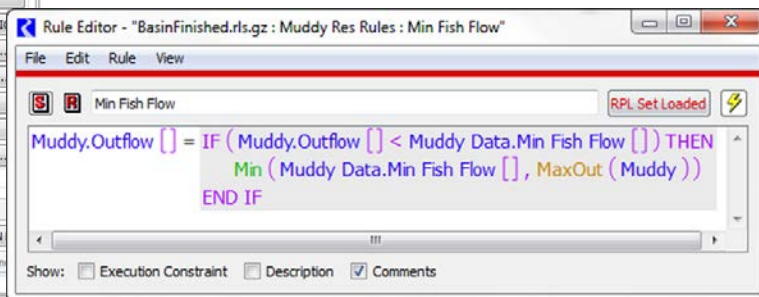 Rule Editor - "BasinFinished.rls.gz : Muddy Res Rules : Min Fish Flow"
File Edit Rule View
S R Min Fish Flow RPL Set Loaded
Muddy.Outflow [] = IF ( Muddy.Outflow [] < Muddy Data.Min Fish Flow [] ) THEN
Min ( Muddy Data.Min Fish Flow [] , MaxOut ( Muddy ) )
END IF
Show: Execution Constraint Description Comments